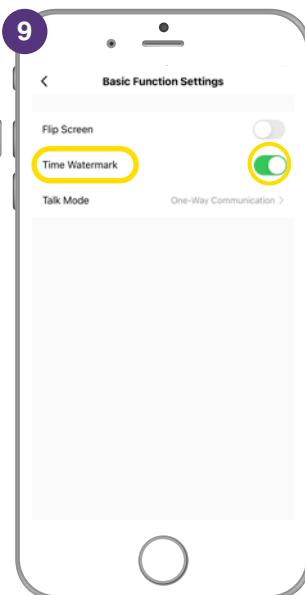 9
Basic Function Settings
Flip Screen
Time Watermark
Talk Mode One-Way Communication >